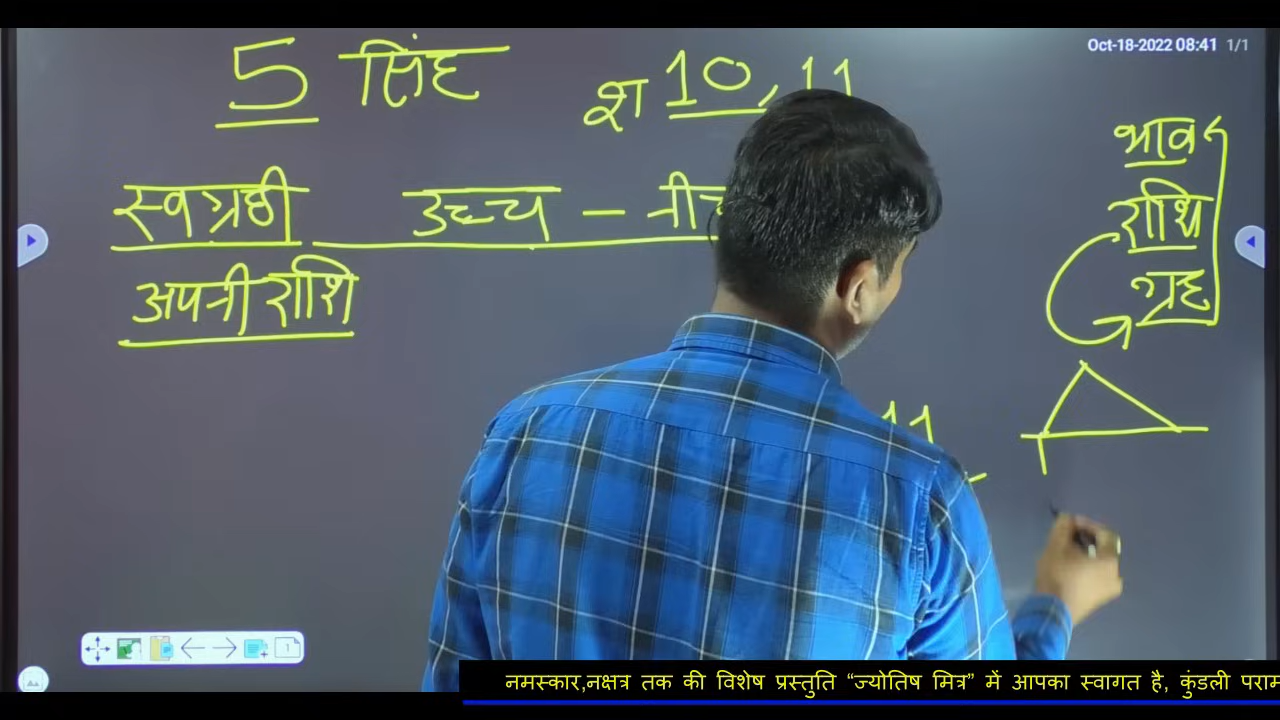 Oct-18-2022 08:41 1/1
5 सिंह श 10, 11
भाव
स्वग्रही उच्च – नीच
राशि
अपनी राशि
ग्रह
11
1
नमस्कार,नक्षत्र तक की विशेष प्रस्तुति “ज्योतिष मित्र” में आपका स्वागत है, कुंडली